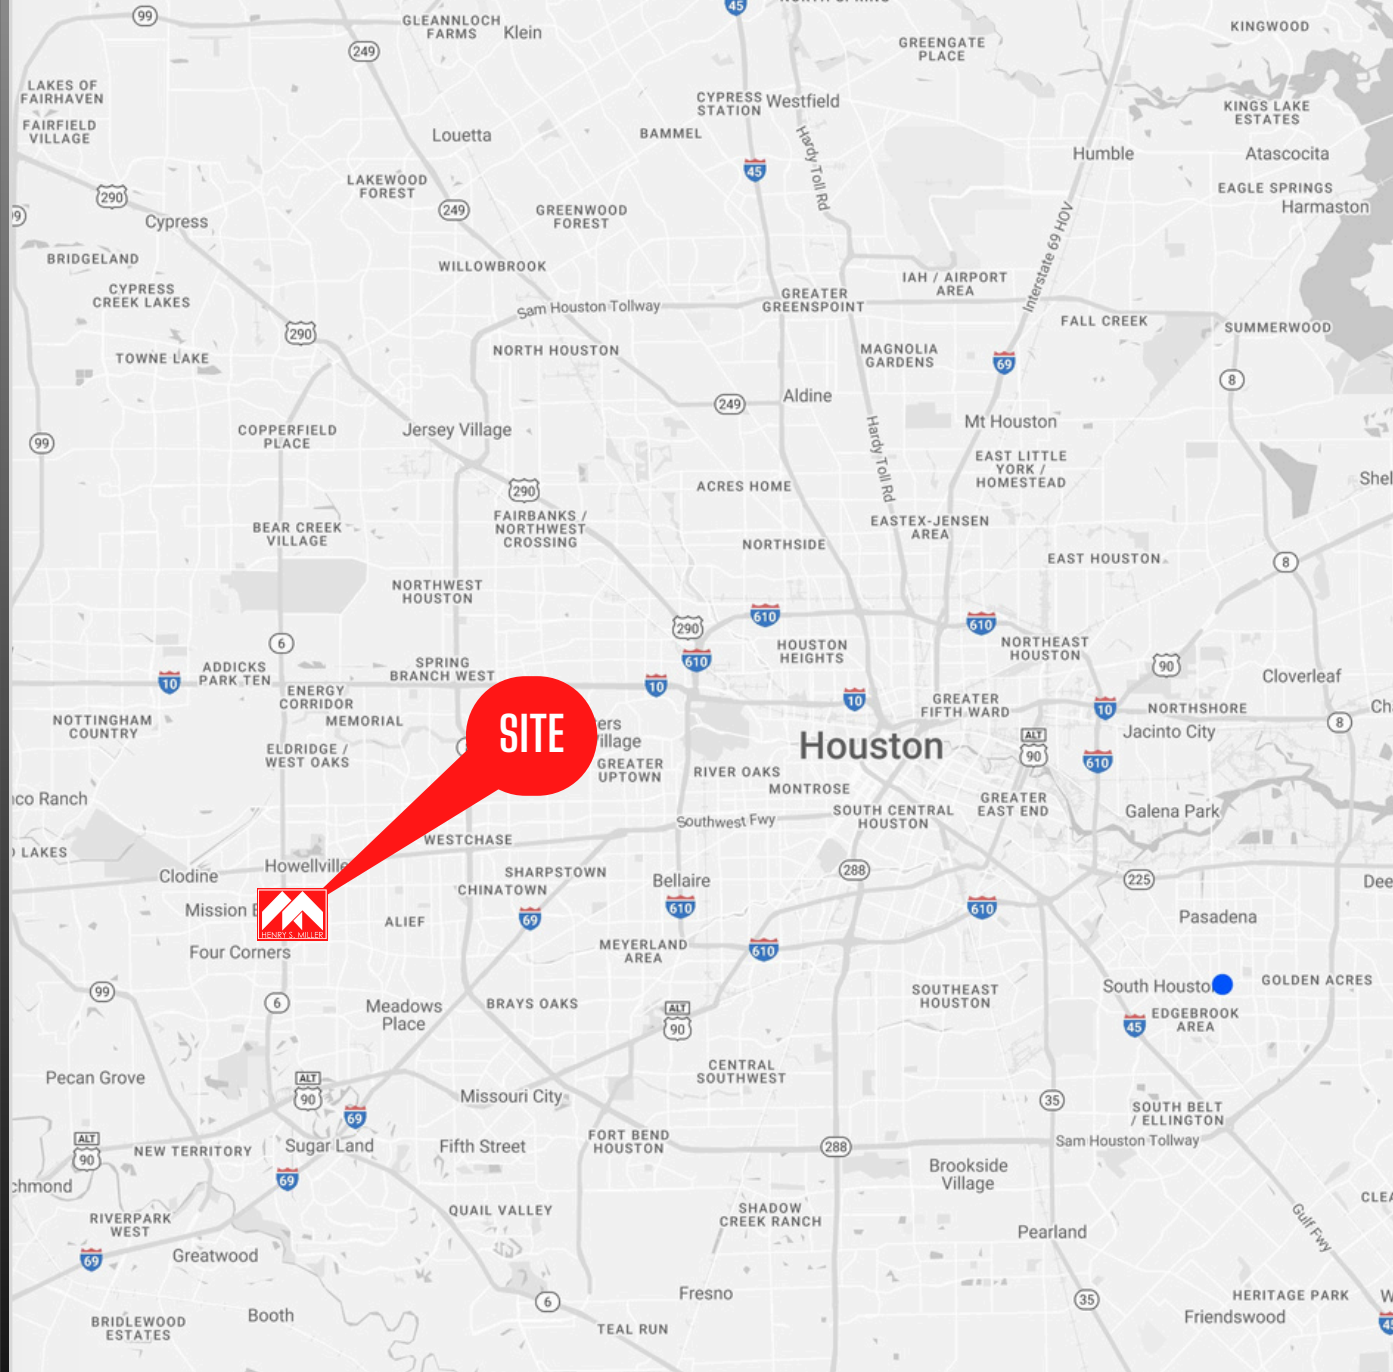 NORTH SPRING
45
99
GLEANNLOCH
FARMS
Klein
KINGWOOD
249
GREENGATE
PLACE
LAKES OF
FAIRHAVEN
CYPRESS
STATION
Westfield
KINGS LAKE
ESTATES
FAIRFIELD
VILLAGE
Louetta
BAMMEL
Hardy Toll Rd
Humble
Atascocita
45
LAKEWOOD
FOREST
EAGLE SPRINGS
290
Harmaston
249
GREENWOOD
FOREST
Cypress
Interstate 69 HOV
BRIDGELAND
WILLOWBROOK
IAH / AIRPORT
AREA
CYPRESS
CREEK LAKES
GREATER
GREENSPOINT
Sam Houston Tollway
FALL CREEK
SUMMERWOOD
290
TOWNE LAKE
NORTH HOUSTON
MAGNOLIA
GARDENS
69
8
Aldine
249
Mt Houston
COPPERFIELD
PLACE
Jersey Village
99
Hardy Toll Rd
EAST LITTLE
YORK /
HOMESTEAD
Shel
290
ACRES HOME
FAIRBANKS /
NORTHWEST
CROSSING
BEAR CREEK
VILLAGE
EASTEX-JENSEN
AREA
NORTHSIDE
EAST HOUSTON
8
NORTHWEST
HOUSTON
610
610
290
6
HOUSTON
HEIGHTS
NORTHEAST
HOUSTON
610
90
ADDICKS
PARK TEN
SPRING
BRANCH WEST
Cloverleaf
10
10
10
ENERGY
CORRIDOR
GREATER
FIFTH WARD
10
NORTHSHORE
Ch
NOTTINGHAM
COUNTRY
MEMORIAL
SITE
ers
illage
8
Jacinto City
Houston
ALT
90
ELDRIDGE /
WEST OAKS
GREATER
UPTOWN
RIVER OAKS
610
MONTROSE
co Ranch
GREATER
EAST END
Galena Park
SOUTH CENTRAL
HOUSTON
Southwest Fwy
WESTCHASE
LAKES
Howellville
SHARPSTOWN
288
Clodine
CHINATOWN
Bellaire
225
Dee
Mission
HENRY S. MILLER
ALIEF
69
610
610
Pasadena
Four Corners
MEYERLAND
AREA
610
99
6
Meadows
Place
BRAYS OAKS
ALT
90
SOUTHEAST
HOUSTON
South Housto
GOLDEN ACRES
EDGEBROOK
AREA
45
Pecan Grove
CENTRAL
SOUTHWEST
ALT
90
Missouri City
35
69
SOUTH BELT
/ ELLINGTON
ALT
90
NEW TERRITORY
Sugar Land
Fifth Street
FORT BEND
HOUSTON
288
Sam Houston Tollway
chmond
69
Brookside
Village
CLEA
RIVERPARK
WEST
QUAIL VALLEY
SHADOW
CREEK RANCH
Gulf Fwy
Pearland
69
Greatwood
Fresno
HERITAGE PARK
W
6
35
Booth
Friendswood
BRIDLEWOOD
ESTATES
TEAL RUN